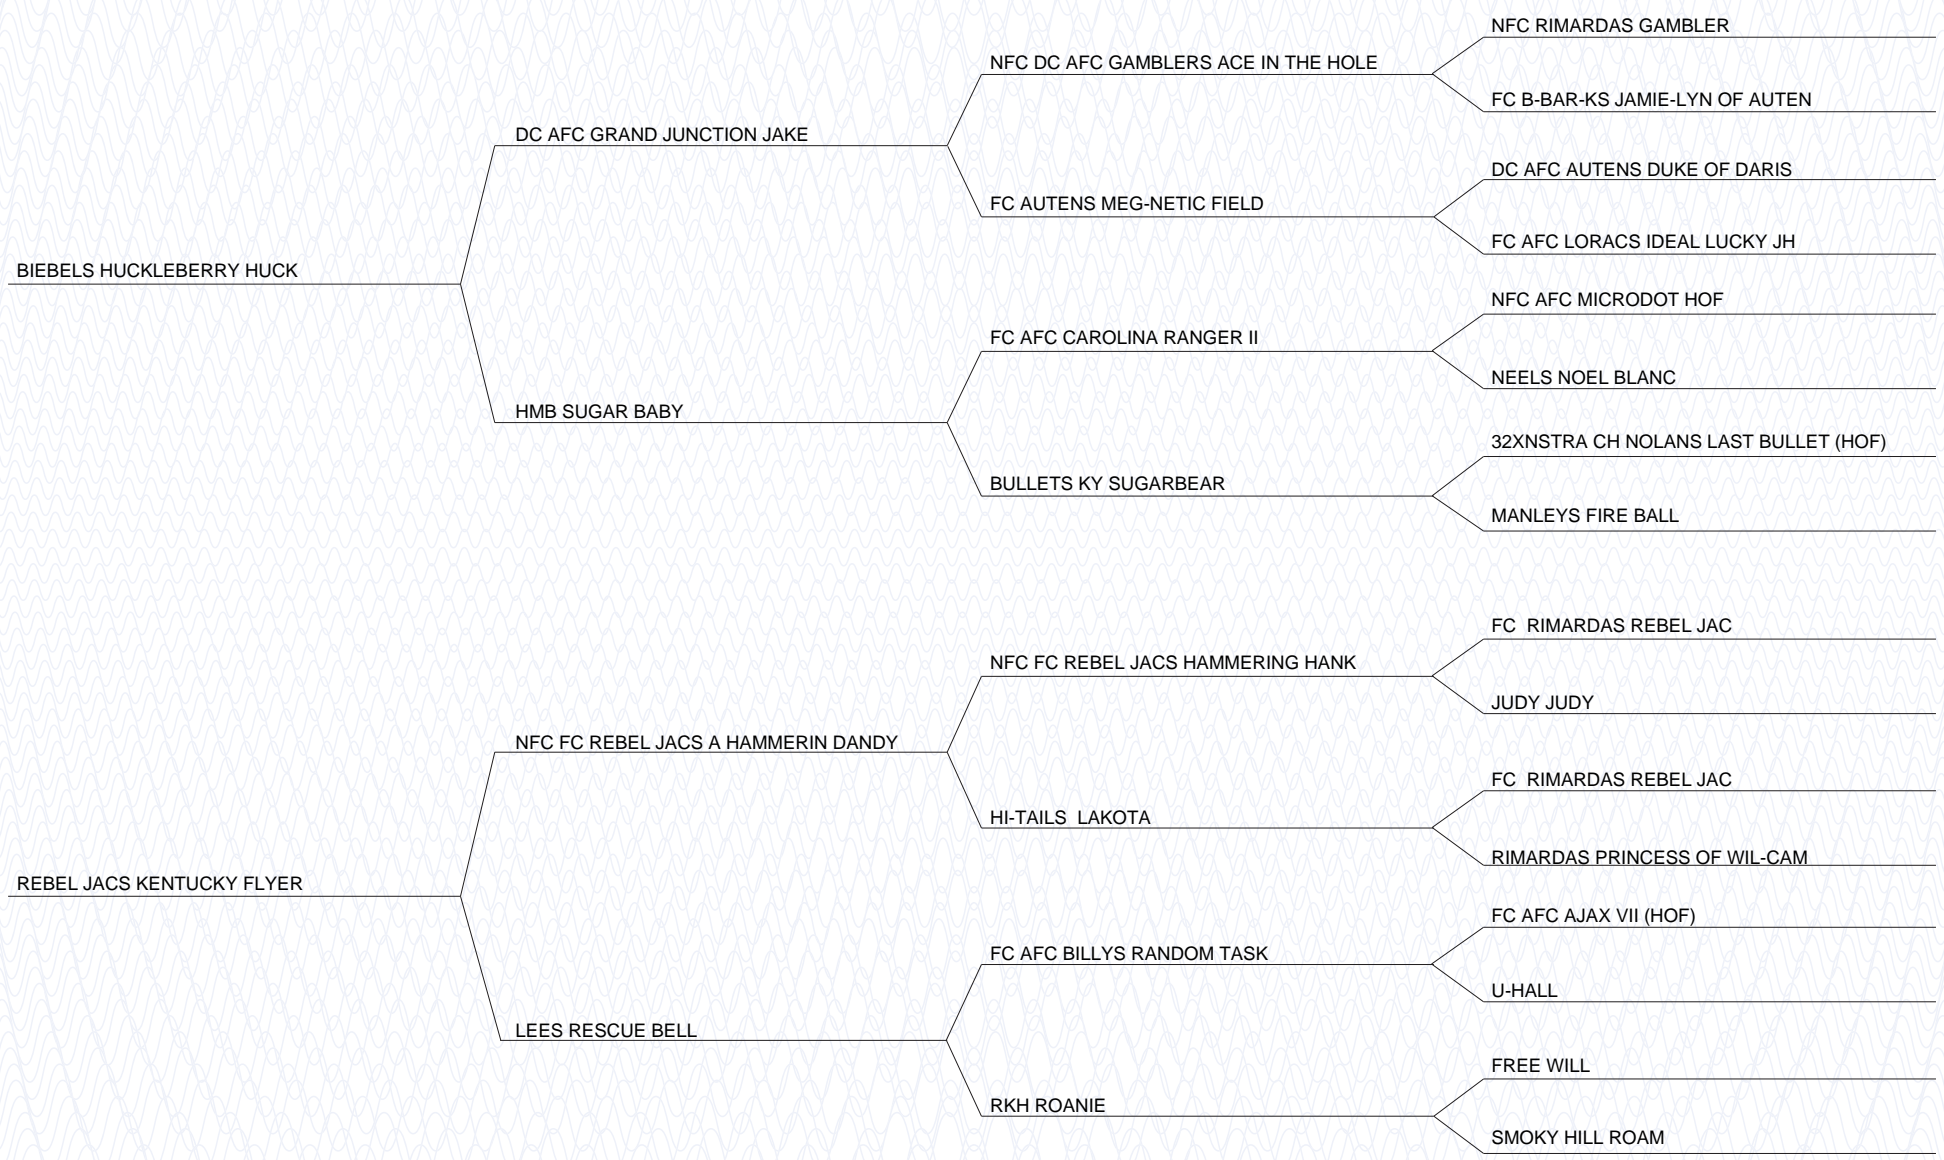 NFC RIMARDAS GAMBLER
NFC DC AFC GAMBLERS ACE IN THE HOLE
FC B-BAR-KS JAMIE-LYN OF AUTEN
DC AFC GRAND JUNCTION JAKE
DC AFC AUTENS DUKE OF DARIS
FC AUTENS MEG-NETIC FIELD
FC AFC LORACS IDEAL LUCKY JH
BIEBELS HUCKLEBERRY HUCK
NFC AFC MICRODOT HOF
FC AFC CAROLINA RANGER II
NEELS NOEL BLANC
HMB SUGAR BABY
32XNSTRA CH NOLANS LAST BULLET (HOF)
BULLETS KY SUGARBEAR
MANLEYS FIRE BALL
FC  RIMARDAS REBEL JAC
NFC FC REBEL JACS HAMMERING HANK
JUDY JUDY
NFC FC REBEL JACS A HAMMERIN DANDY
FC  RIMARDAS REBEL JAC
HI-TAILS  LAKOTA
RIMARDAS PRINCESS OF WIL-CAM
REBEL JACS KENTUCKY FLYER
FC AFC AJAX VII (HOF)
FC AFC BILLYS RANDOM TASK
U-HALL
LEES RESCUE BELL
FREE WILL
RKH ROANIE
SMOKY HILL ROAM